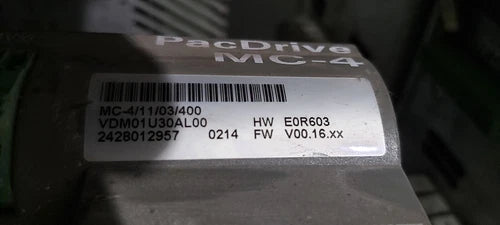 PacDrive
MC-4
MC-4/11/03/400
VDM01U30AL00 HW E0R603
2428012957 0214 FW V00.16.xx